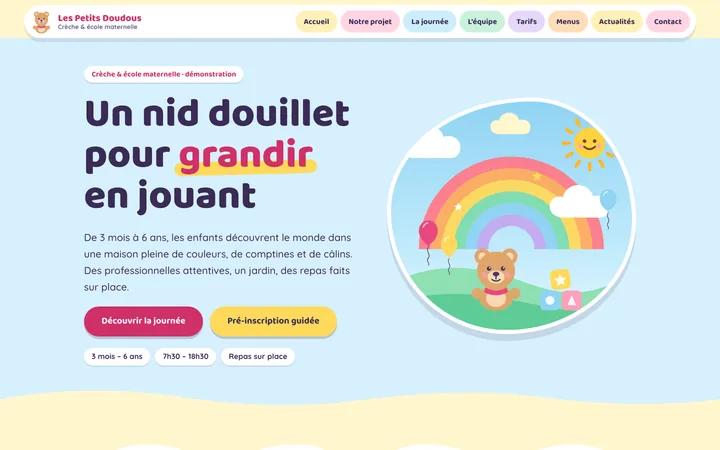 Les Petits Doudous
Crèche & école maternelle
Accueil
Notre projet
La journée
L'équipe
Tarifs
Menus
Actualités
Contact
Crèche & école maternelle · démonstration
Un nid douillet
pour grandir
en jouant
De 3 mois à 6 ans, les enfants découvrent le monde dans
une maison pleine de couleurs, de comptines et de câlins.
Des professionnelles attentives, un jardin, des repas faits
sur place.
Découvrir la journée
Pré-inscription guidée
3 mois – 6 ans
7h30 – 18h30
Repas sur place